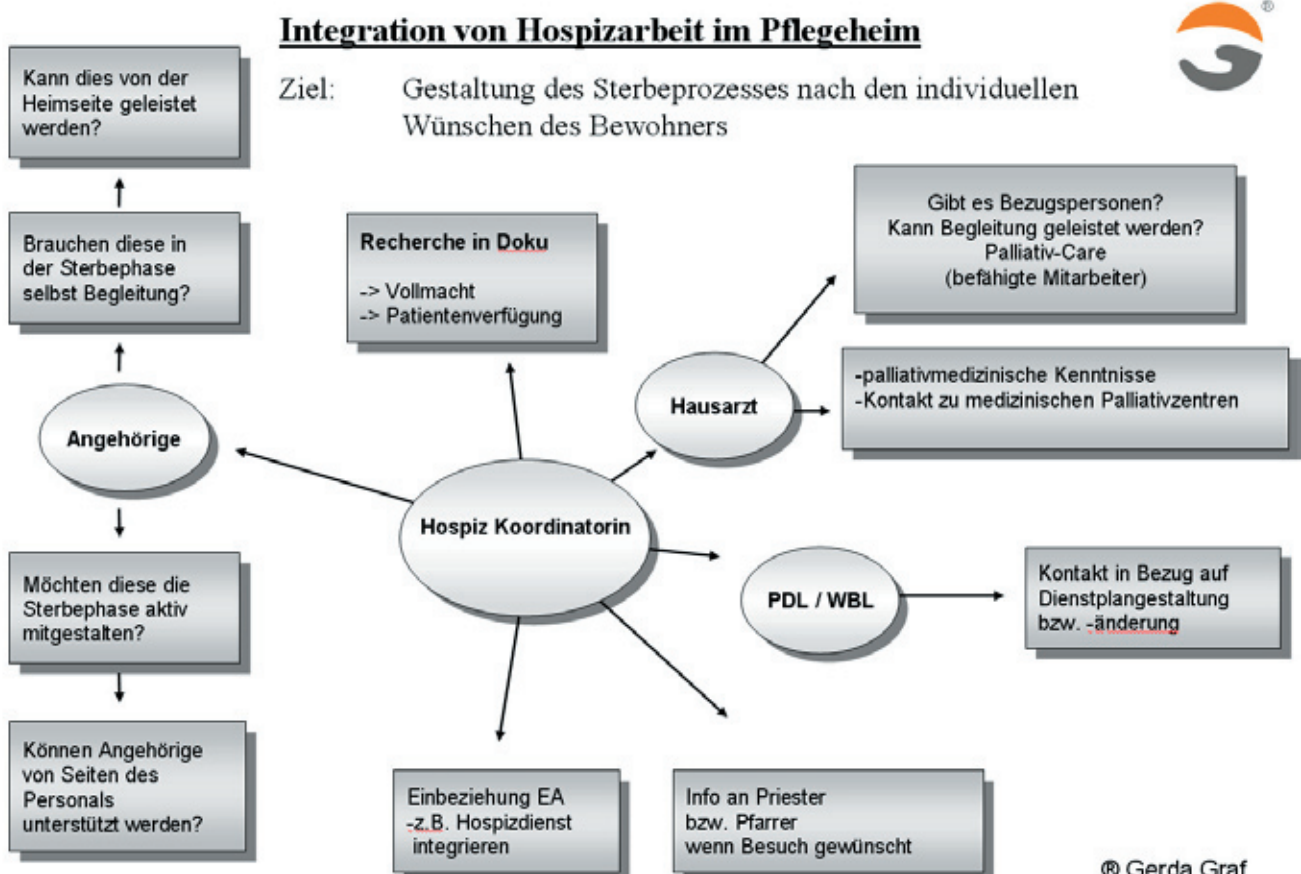 Integration von Hospizarbeit im Pflegeheim
®
Ziel: Gestaltung des Sterbeprozesses nach den individuellen
Wünschen des Bewohners
Kann dies von der
Heimseite geleistet
werden?
Brauchen diese in
der Sterbephase
selbst Begleitung?
Angehörige
Möchten diese die
Sterbephase aktiv
mitgestalten?
Können Angehörige
von Seiten des
Personals
unterstützt werden?
Recherche in Doku
-> Vollmacht
-> Patientenverfügung
Hospiz Koordinatorin
Hausarzt
Gibt es Bezugspersonen?
Kann Begleitung geleistet werden?
Palliativ-Care
(befähigte Mitarbeiter)
-palliativmedizinische Kenntnisse
-Kontakt zu medizinischen Palliativzentren
PDL / WBL
Kontakt in Bezug auf
Dienstplangestaltung
bzw. -änderung
Einbeziehung EA
-z.B. Hospizdienst
integrieren
Info an Priester
bzw. Pfarrer
wenn Besuch gewünscht
® Gerda Graf